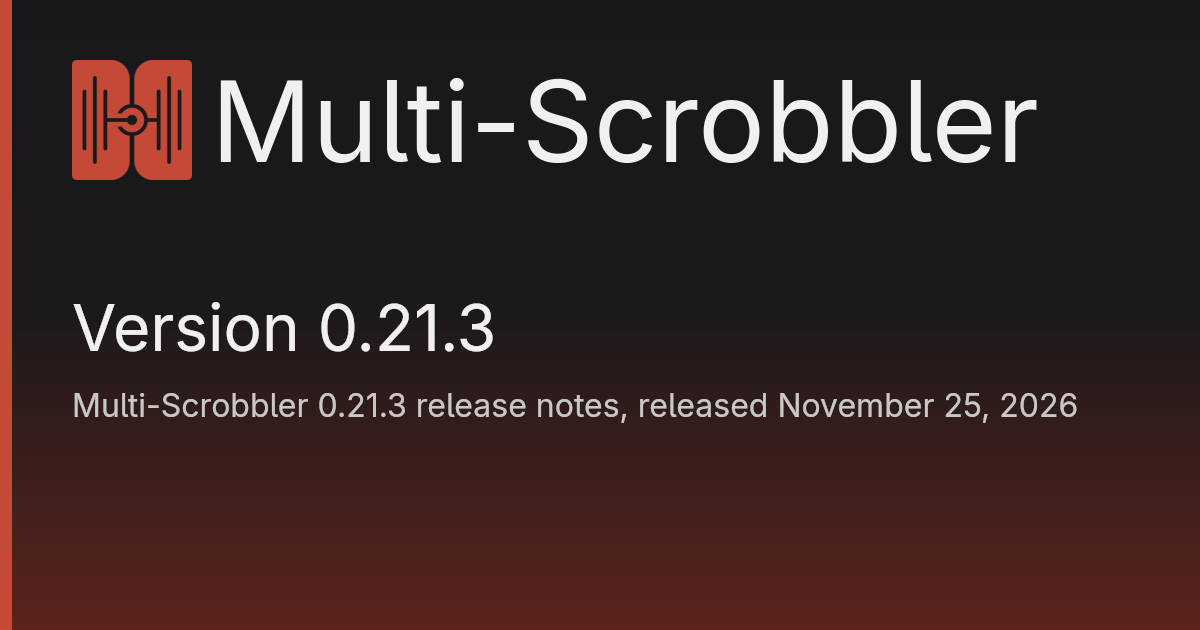 Multi-Scrobbler
Version 0.21.3
Multi-Scrobbler 0.21.3 release notes, released November 25, 2026